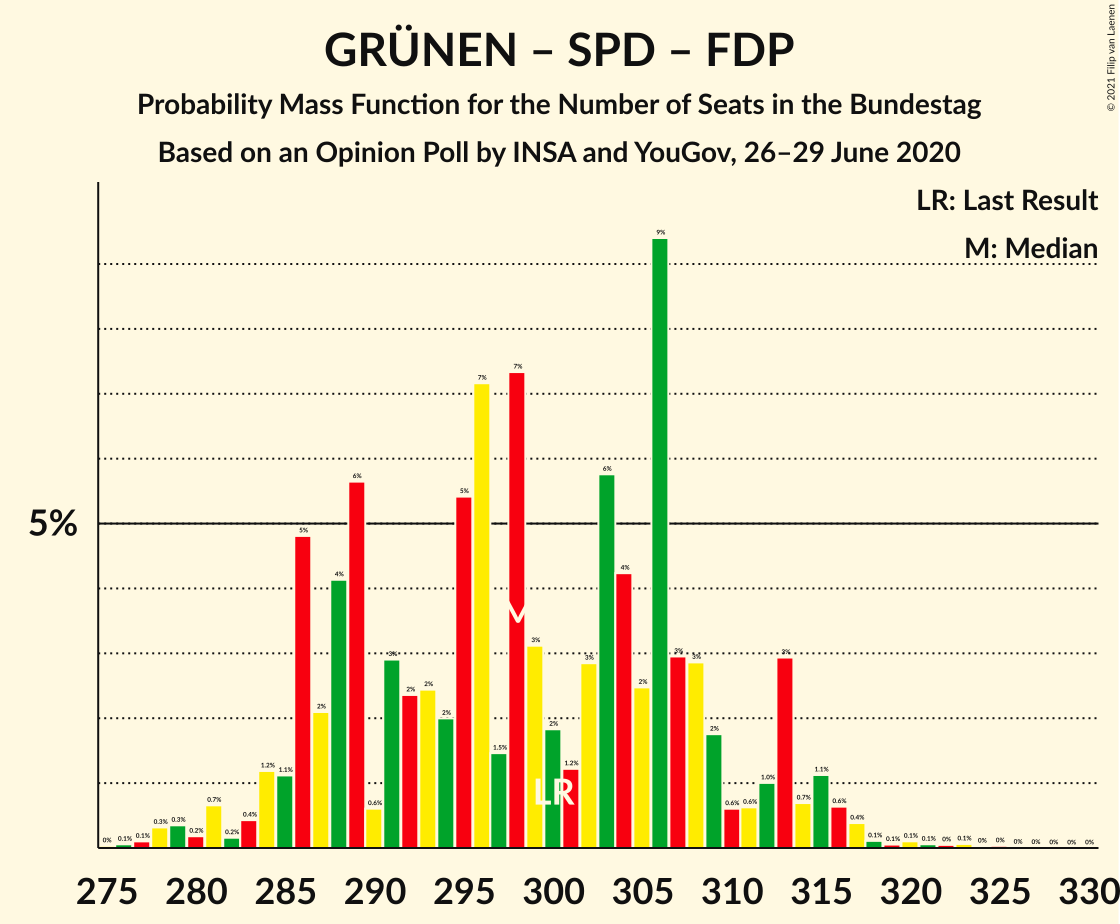 GRÜNEN – SPD – FDP
Probability Mass Function for the Number of Seats in the Bundestag
Based on an Opinion Poll by INSA and YouGov, 26–29 June 2020
© 2021 Filip van Laenen
LR: Last Result
M: Median
5%
0% 0.1% 0.1% 0.3% 0.3% 0.2% 0.7% 0.2% 0.4% 1.2% 1.1% 5% 2% 4% 6% 0.6% 3% 2% 2% 2% 5% 7% 1.5% 7% 3% 2% 1.2% 3% 6% 4% 2% 9% 3% 3% 2% 0.6% 0.6% 1.0% 3% 0.7% 1.1% 0.6% 0.4% 0.1% 0.1% 0.1% 0.1% 0% 0.1% 0% 0% 0% 0% 0% 0% 0%
M
LR
275 280 285 290 295 300 305 310 315 320 325 330